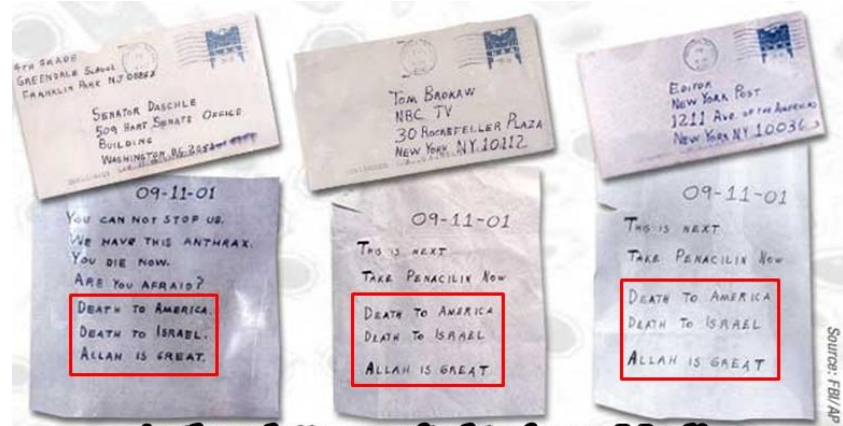 4TH GRADE
GREENDALE SCHOOL
FRANKLIN PARK NJ 08852
SENATOR DASCHLE
509 HART SENATE OFFICE
BUILDING
WASHINGTON DC
TOM BROKAW
NBC TV
30 ROCKEFELLER PLAZA
NEW YORK NY 10112
EDITOR
NEW YORK POST
1211 AVE. OF THE AMERICAS
NEW YORK NY 10036
09-11-01
YOU CAN NOT STOP US.
WE HAVE THIS ANTHRAX.
YOU DIE NOW.
ARE YOU AFRAID?
DEATH TO AMERICA.
DEATH TO ISRAEL.
ALLAH IS GREAT.
09-11-01
THIS IS NEXT
TAKE PENACILIN NOW
DEATH TO AMERICA
DEATH TO ISRAEL
ALLAH IS GREAT
09-11-01
THIS IS NEXT
TAKE PENACILIN NOW
DEATH TO AMERICA
DEATH TO ISRAEL
ALLAH IS GREAT
Source: FBI/AP